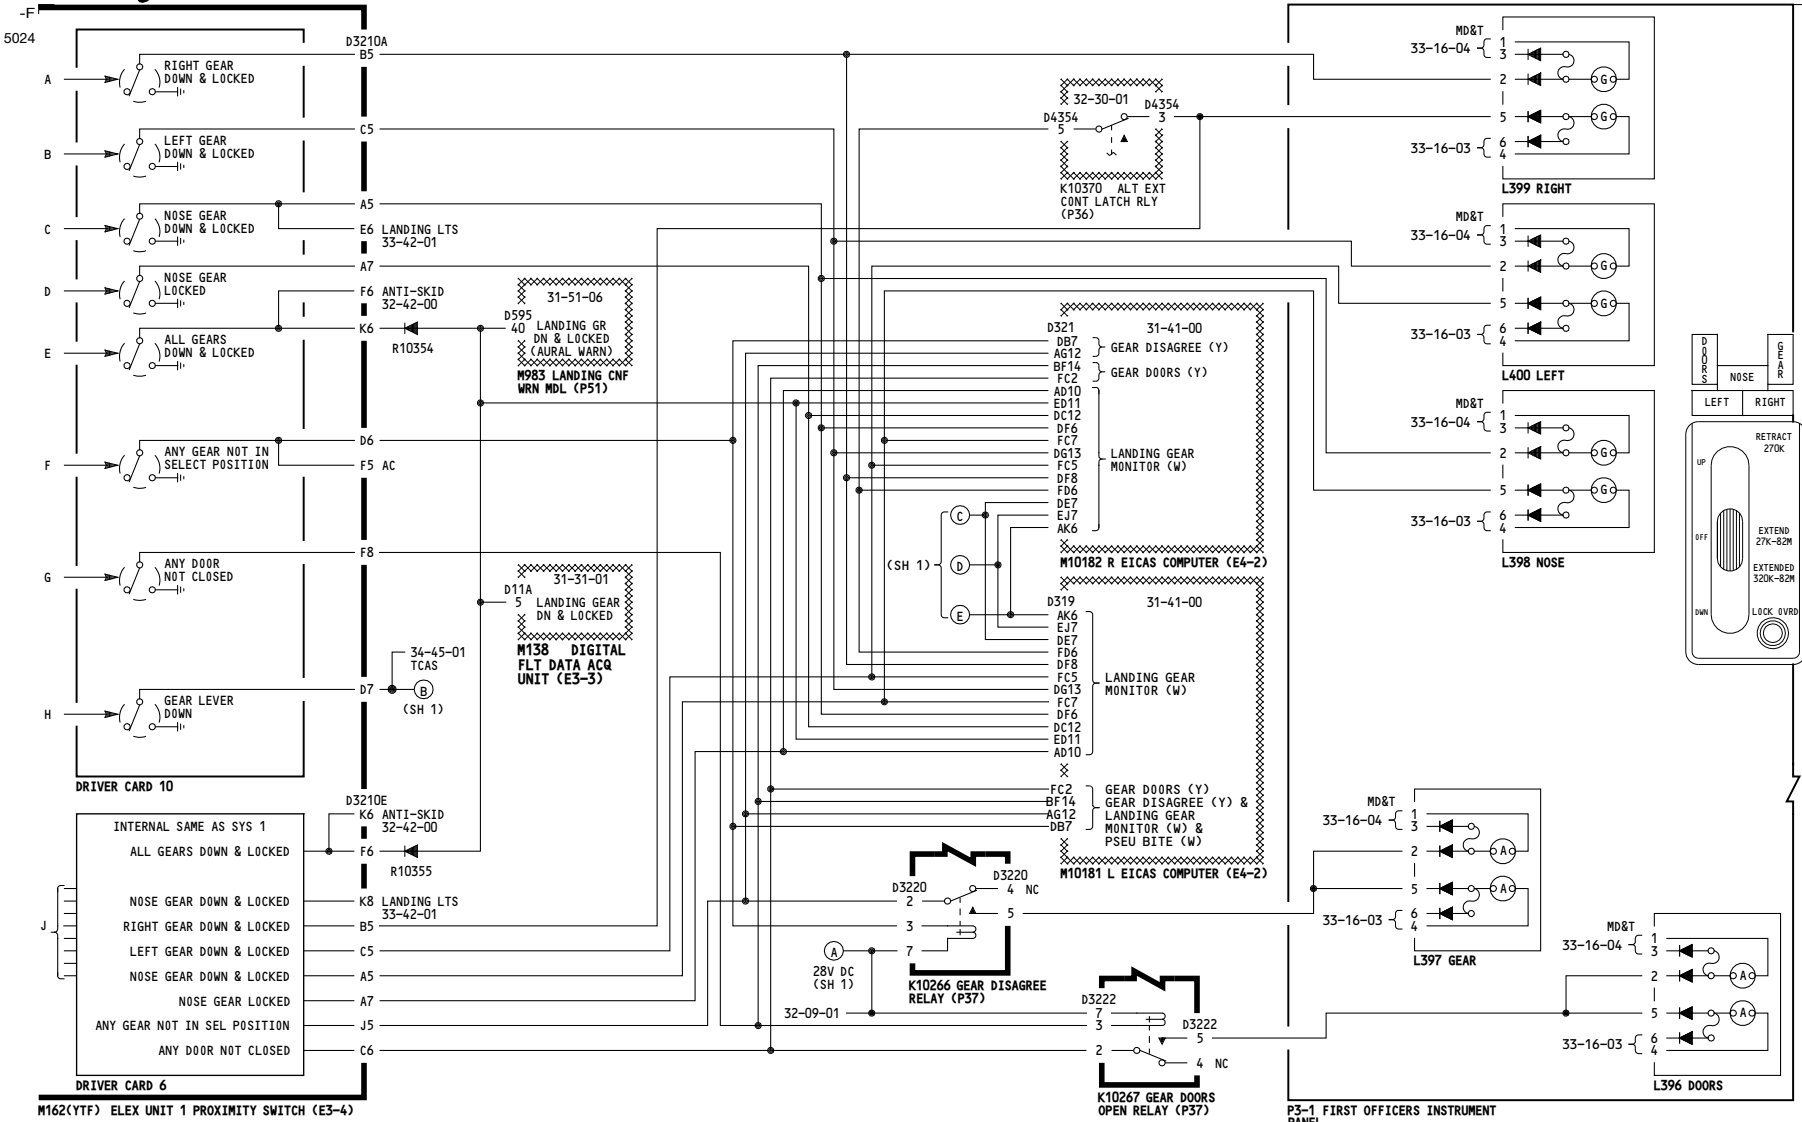 -F
5024
A
RIGHT GEAR
DOWN & LOCKED
D3210A
B5
B
LEFT GEAR
DOWN & LOCKED
C5
C
NOSE GEAR
DOWN & LOCKED
A5
E6 LANDING LTS
33-42-01
D
NOSE GEAR
LOCKED
A7
F6 ANTI-SKID
32-42-00
E
ALL GEARS
DOWN & LOCKED
K6
R10354
F
ANY GEAR NOT IN
SELECT POSITION
D6
F5 AC
G
ANY DOOR
NOT CLOSED
F8
H
GEAR LEVER
DOWN
D7
34-45-01
TCAS
B
(SH 1)
DRIVER CARD 10
D3210E
K6 ANTI-SKID
32-42-00
INTERNAL SAME AS SYS 1
ALL GEARS DOWN & LOCKED
F6
R10355
J
NOSE GEAR DOWN & LOCKED
K8 LANDING LTS
33-42-01
RIGHT GEAR DOWN & LOCKED
B5
LEFT GEAR DOWN & LOCKED
C5
NOSE GEAR DOWN & LOCKED
A5
NOSE GEAR LOCKED
A7
ANY GEAR NOT IN SEL POSITION
J5
ANY DOOR NOT CLOSED
C6
DRIVER CARD 6
M162(YTF) ELEX UNIT 1 PROXIMITY SWITCH (E3-4)
31-51-06
D595
40 LANDING GR
DN & LOCKED
(AURAL WARN)
M983 LANDING CNF
WRN MDL (P51)
31-31-01
D11A
5 LANDING GEAR
DN & LOCKED
M138 DIGITAL
FLT DATA ACQ
UNIT (E3-3)
32-30-01
D4354
5
D4354
3
K10370 ALT EXT
CONT LATCH RLY
(P36)
D321
31-41-00
DB7
AG12
GEAR DISAGREE (Y)
BF14
FC2
GEAR DOORS (Y)
AD10
ED11
DC12
DF6
FC7
DG13
FC5
DF8
FD6
DE7
EJ7
AK6
LANDING GEAR
MONITOR (W)
M10182 R EICAS COMPUTER (E4-2)
C
(SH 1)
D
E
D319
31-41-00
AK6
EJ7
DE7
FD6
DF8
FC5
DG13
FC7
DF6
DC12
ED11
AD10
LANDING GEAR
MONITOR (W)
FC2
BF14
AG12
DB7
GEAR DOORS (Y)
GEAR DISAGREE (Y) &
LANDING GEAR
MONITOR (W) &
PSEU BITE (W)
M10181 L EICAS COMPUTER (E4-2)
D3220
2
3
7
D3220
4 NC
5
A
28V DC
(SH 1)
K10266 GEAR DISAGREE
RELAY (P37)
32-09-01
D3222
7
3
2
D3222
5
4 NC
K10267 GEAR DOORS
OPEN RELAY (P37)
MD&T
33-16-04
1
3
2
G
5
G
33-16-03
6
4
L399 RIGHT
MD&T
33-16-04
1
3
2
G
5
G
33-16-03
6
4
L400 LEFT
MD&T
33-16-04
1
3
2
G
5
G
33-16-03
6
4
L398 NOSE
MD&T
33-16-04
1
3
2
A
5
A
33-16-03
6
4
L397 GEAR
MD&T
33-16-04
1
3
2
A
5
A
33-16-03
6
4
L396 DOORS
DOORS
NOSE
GEAR
LEFT
RIGHT
RETRACT
270K
UP
OFF
EXTEND
27K-82M
EXTENDED
320K-82M
DWN
LOCK OVRD
P3-1 FIRST OFFICERS INSTRUMENT
PANEL